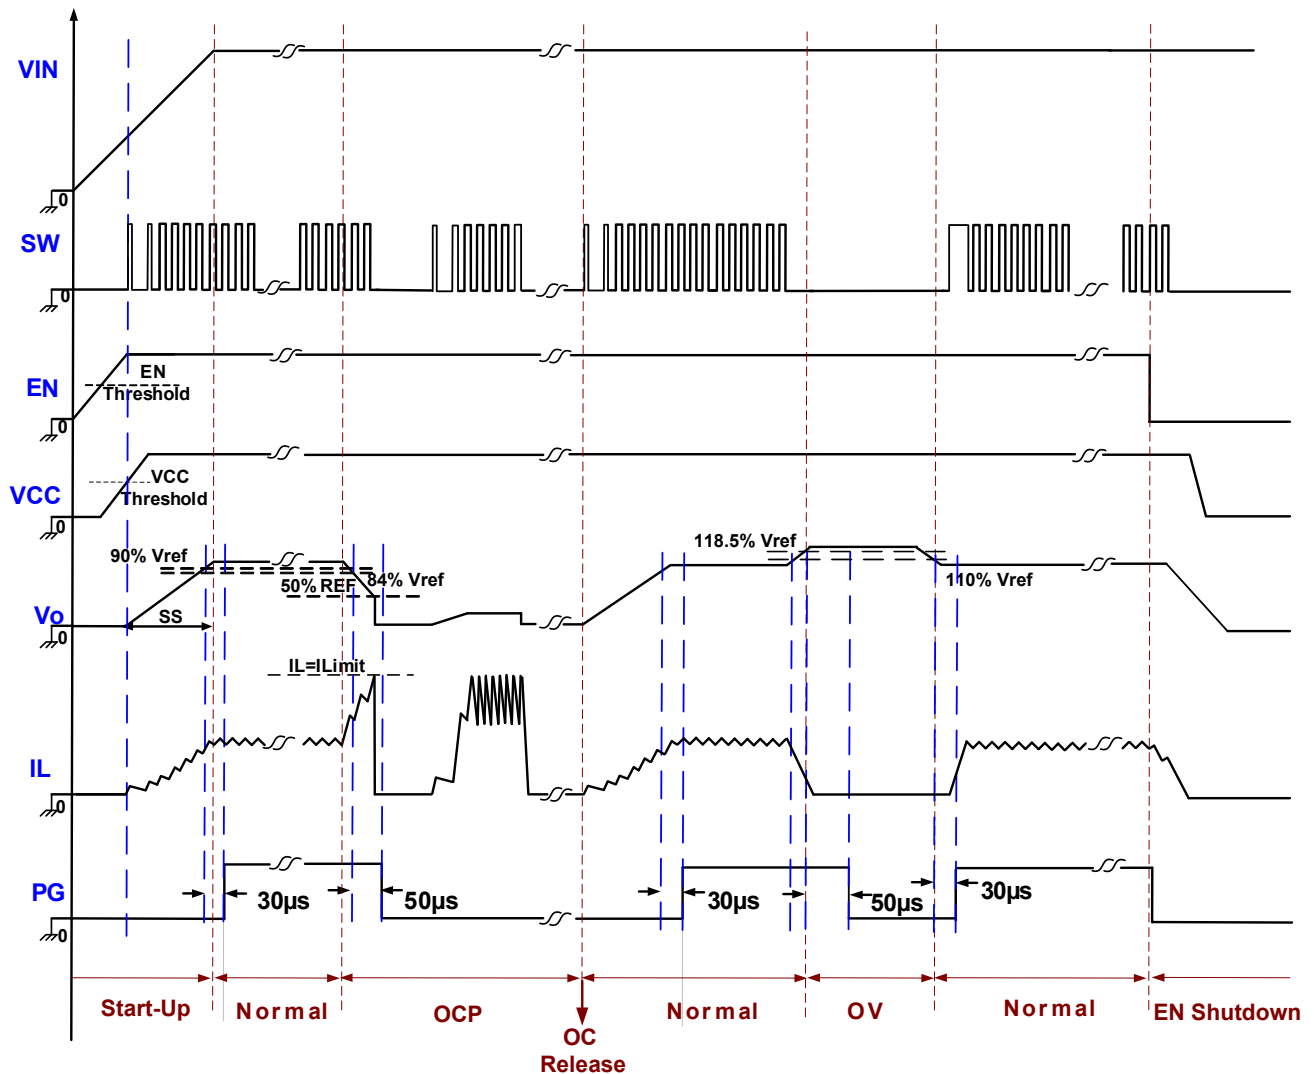 VIN
0
SW
0
EN
EN
Threshold
0
VCC
VCC
Threshold
0
90% Vref
118.5% Vref
50% REF
84% Vref
110% Vref
Vo
SS
0
IL=ILimit
IL
0
PG
30µs
50µs
30µs
50µs
30µs
0
Start-Up
Normal
OCP
Normal
OV
Normal
EN Shutdown
OC
Release